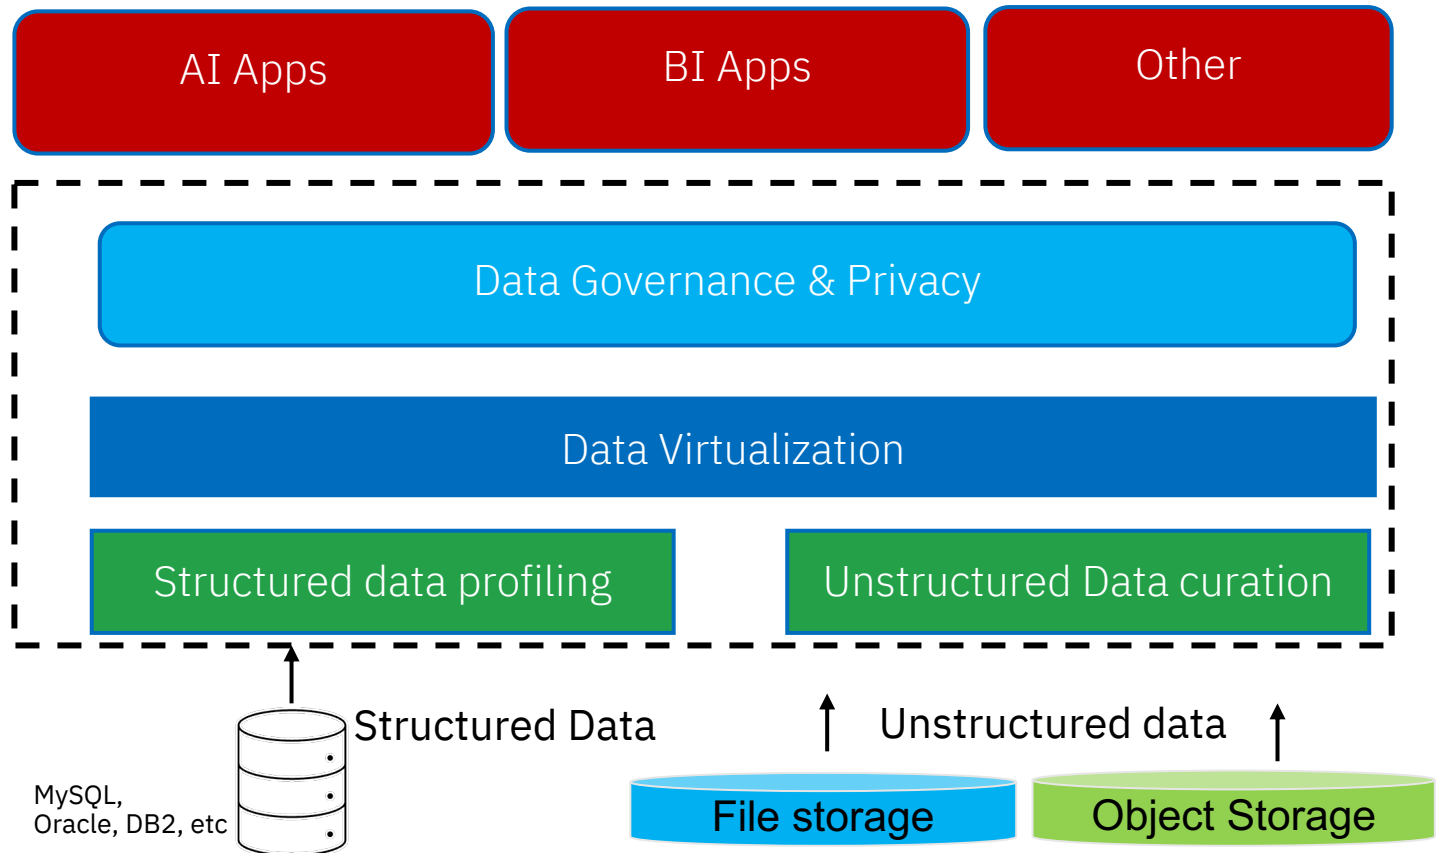 AI Apps
BI Apps
Other
Data Governance & Privacy
Data Virtualization
Structured data profiling
Unstructured Data curation
Structured Data
Unstructured data
MySQL,
Oracle, DB2, etc
File storage
Object Storage